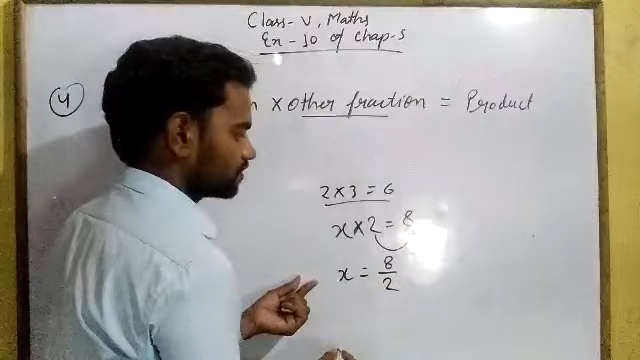 Class-V, Maths
Ex-10 of Chap-5
4 n × other fraction = Product
2×3=6
x×2=8
x = 8/2